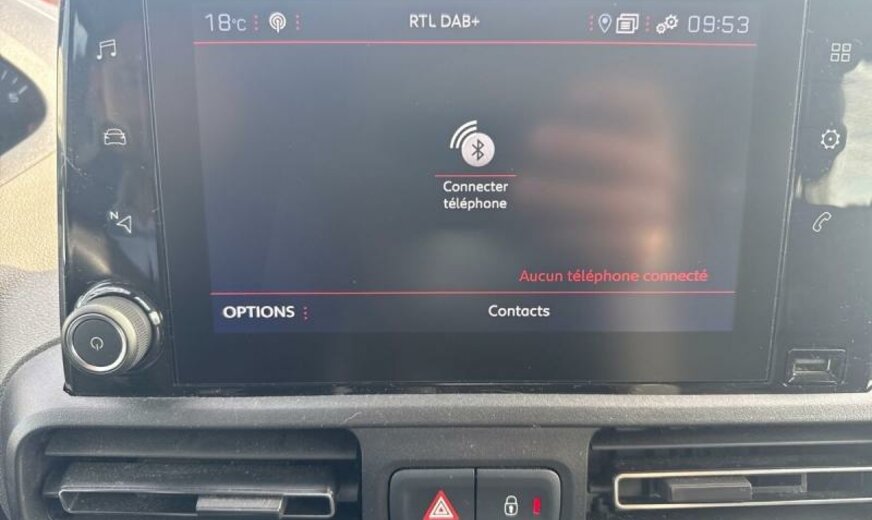 18°C RTL DAB+ 09:53
N
Connecter
téléphone
Aucun téléphone connecté
OPTIONS Contacts